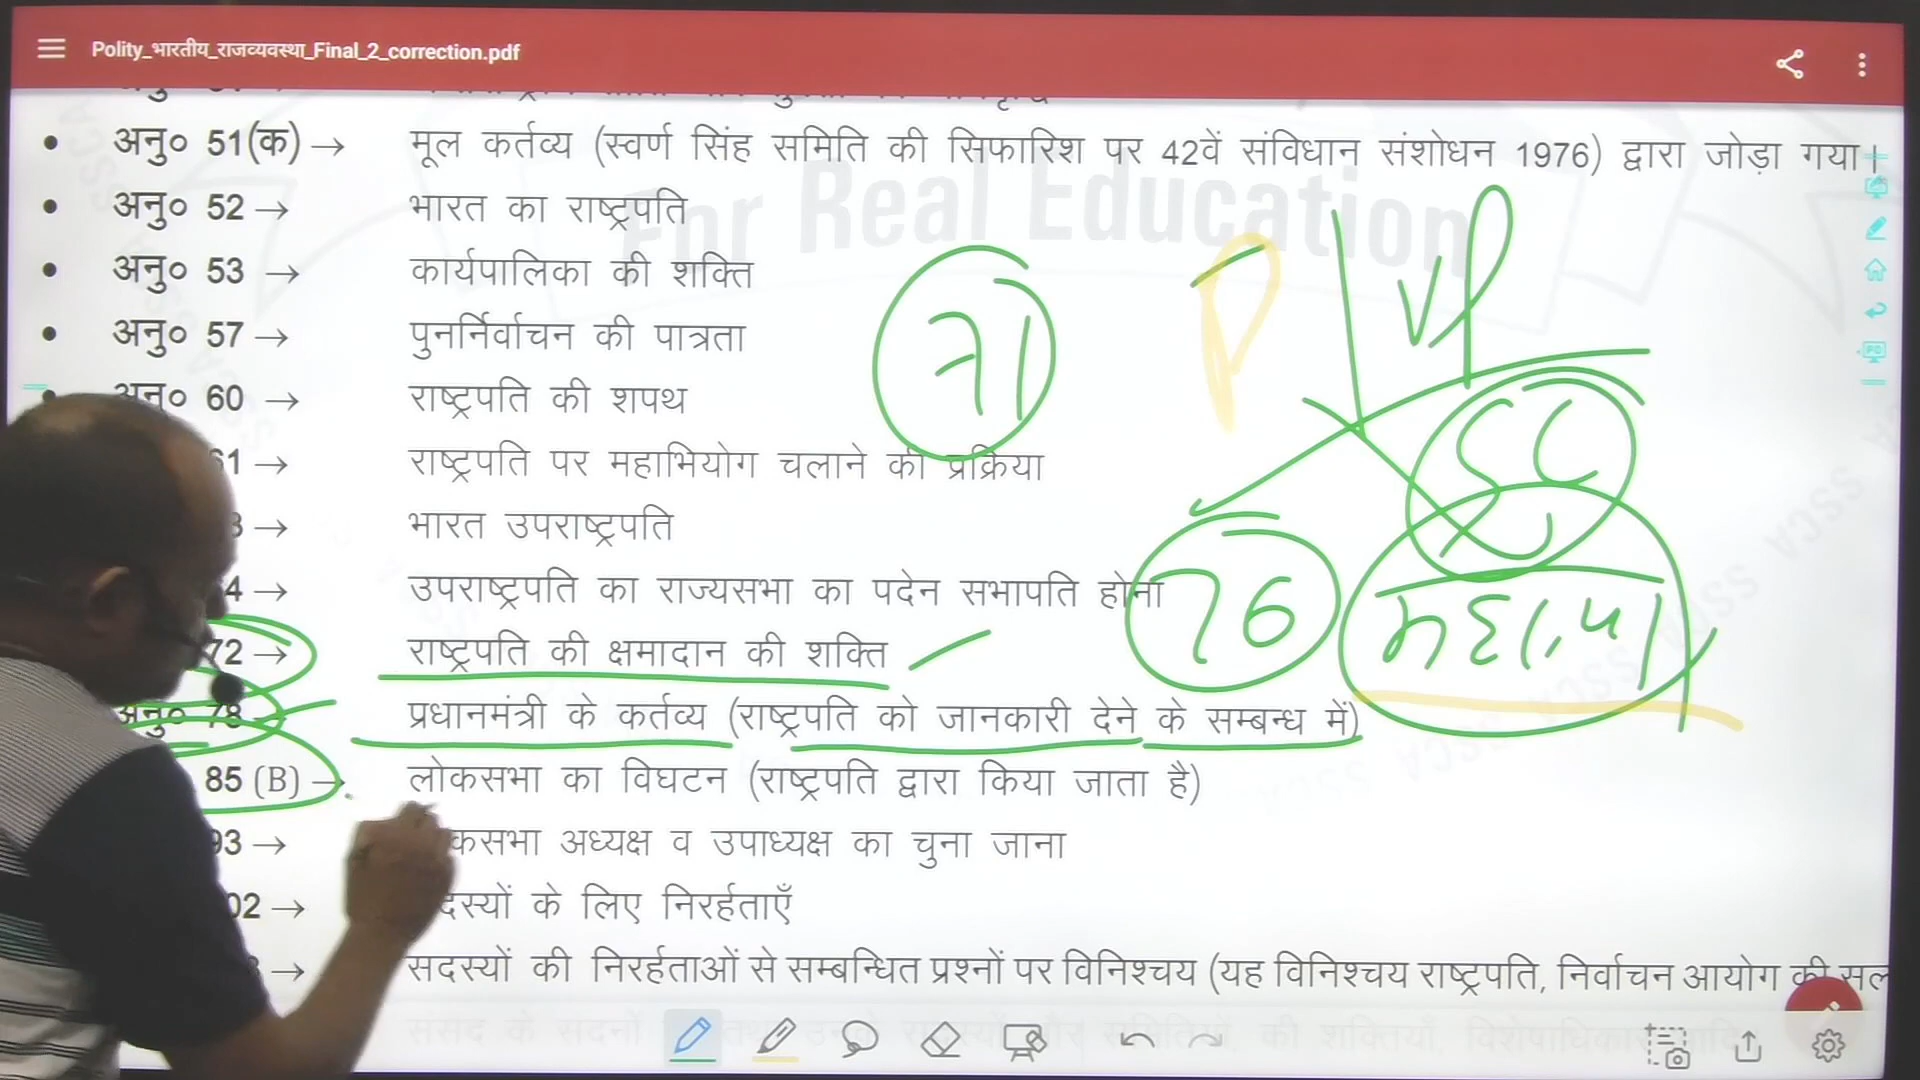 Polity_भारतीय_राजव्यवस्था_Final_2_correction.pdf
• अनु० 51(क) → मूल कर्तव्य (स्वर्ण सिंह समिति की सिफारिश पर 42वें संविधान संशोधन 1976) द्वारा जोड़ा गया।
• अनु० 52 → भारत का राष्ट्रपति
• अनु० 53 → कार्यपालिका की शक्ति
• अनु० 57 → पुनर्निर्वाचन की पात्रता
अनु० 60 → राष्ट्रपति की शपथ
→ राष्ट्रपति पर महाभियोग चलाने की प्रक्रिया
→ भारत उपराष्ट्रपति
→ उपराष्ट्रपति का राज्यसभा का पदेन सभापति होना
72 → राष्ट्रपति की क्षमादान की शक्ति
अनु० 78 प्रधानमंत्री के कर्तव्य (राष्ट्रपति को जानकारी देने के सम्बन्ध में)
85 (B) → लोकसभा का विघटन (राष्ट्रपति द्वारा किया जाता है)
→ अध्यक्ष व उपाध्यक्ष का चुना जाना
→ के लिए निरर्हताएँ
→ सदस्यों की निरर्हताओं से सम्बन्धित प्रश्नों पर विनिश्चय (यह विनिश्चय राष्ट्रपति, निर्वाचन आयोग की
For Real Education
71
P
VP
SC
76